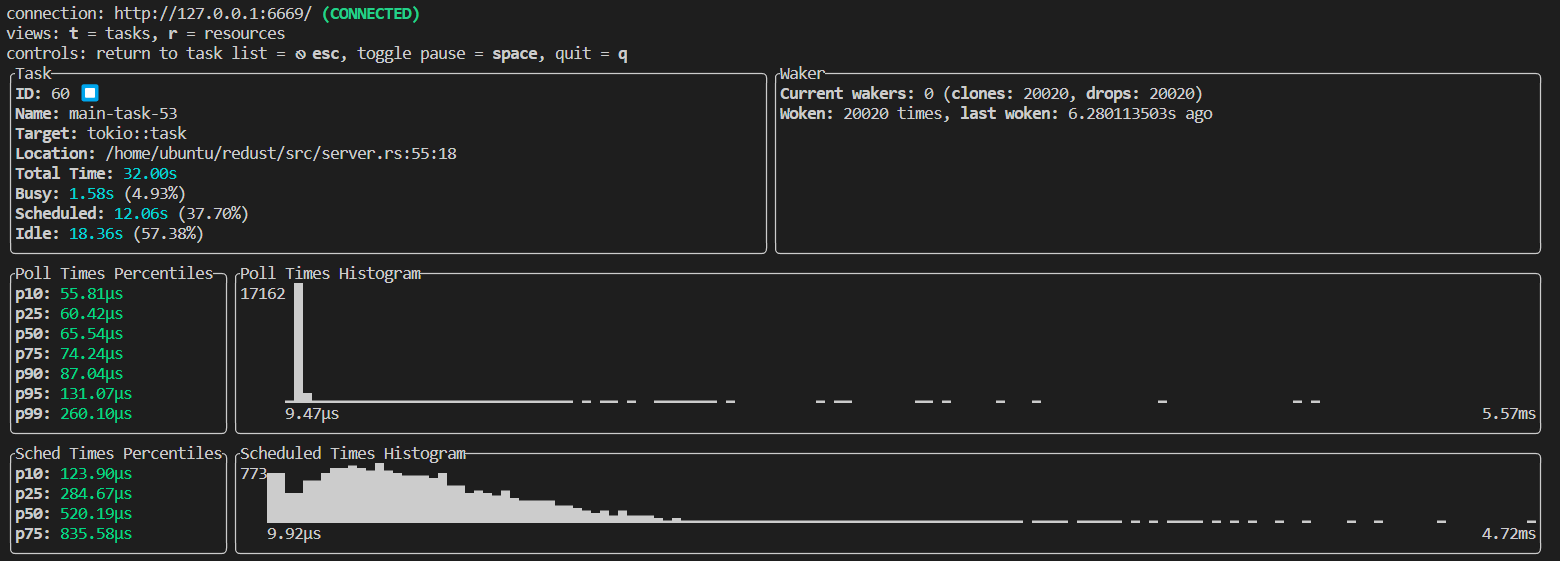 connection: http://127.0.0.1:6669/ (CONNECTED)
views: t = tasks, r = resources
controls: return to task list = ⎋ esc, toggle pause = space, quit = q
Task
ID: 60
Name: main-task-53
Target: tokio::task
Location: /home/ubuntu/redust/src/server.rs:55:18
Total Time: 32.00s
Busy: 1.58s (4.93%)
Scheduled: 12.06s (37.70%)
Idle: 18.36s (57.38%)
Waker
Current wakers: 0 (clones: 20020, drops: 20020)
Woken: 20020 times, last woken: 6.280113503s ago
Poll Times Percentiles
p10: 55.81µs
p25: 60.42µs
p50: 65.54µs
p75: 74.24µs
p90: 87.04µs
p95: 131.07µs
p99: 260.10µs
Poll Times Histogram
17162
9.47µs 5.57ms
Sched Times Percentiles
p10: 123.90µs
p25: 284.67µs
p50: 520.19µs
p75: 835.58µs
Scheduled Times Histogram
773
9.92µs 4.72ms